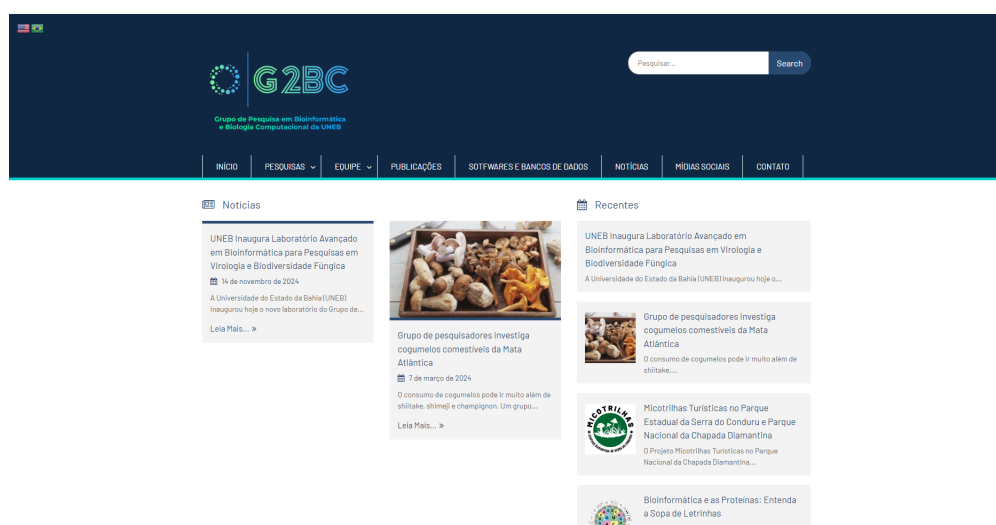 G2BC
Grupo de Pesquisa em Bioinformática
e Biologia Computacional da UNEB
Pesquisar...
Search
INÍCIO
PESQUISAS
EQUIPE
PUBLICAÇÕES
SOTFWARES E BANCOS DE DADOS
NOTÍCIAS
MÍDIAS SOCIAIS
CONTATO
Notícias
UNEB Inaugura Laboratório Avançado
em Bioinformática para Pesquisas em
Virologia e Biodiversidade Fúngica
14 de novembro de 2024
A Universidade do Estado da Bahia (UNEB)
inaugurou hoje o novo laboratório do Grupo de...
Leia Mais... »
Grupo de pesquisadores investiga
cogumelos comestíveis da Mata
Atlântica
7 de março de 2024
O consumo de cogumelos pode ir muito além de
shiitake, shimeji e champignon. Um grupo...
Leia Mais... »
Recentes
UNEB Inaugura Laboratório Avançado em
Bioinformática para Pesquisas em Virologia e
Biodiversidade Fúngica
A Universidade do Estado da Bahia (UNEB) inaugurou hoje o...
Grupo de pesquisadores investiga
cogumelos comestíveis da Mata
Atlântica
O consumo de cogumelos pode ir muito além de
shiitake,...
MICOTRILHAS
Micotrilhas Turísticas no Parque
Estadual da Serra do Conduru e Parque
Nacional da Chapada Diamantina
O Projeto Micotrilhas Turísticas no Parque
Nacional da Chapada Diamantina...
Bioinformática e as Proteínas: Entenda
a Sopa de Letrinhas